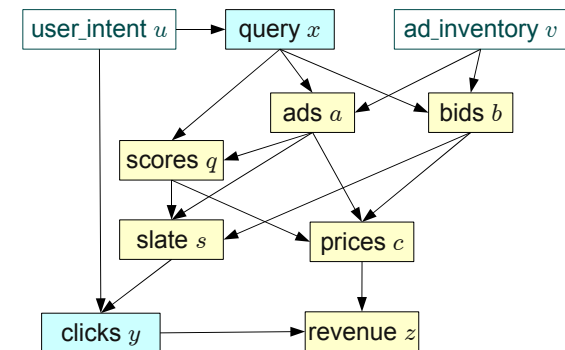 user_intent u
query x
ad_inventory v
ads a
bids b
scores q
slate s
prices c
clicks y
revenue z